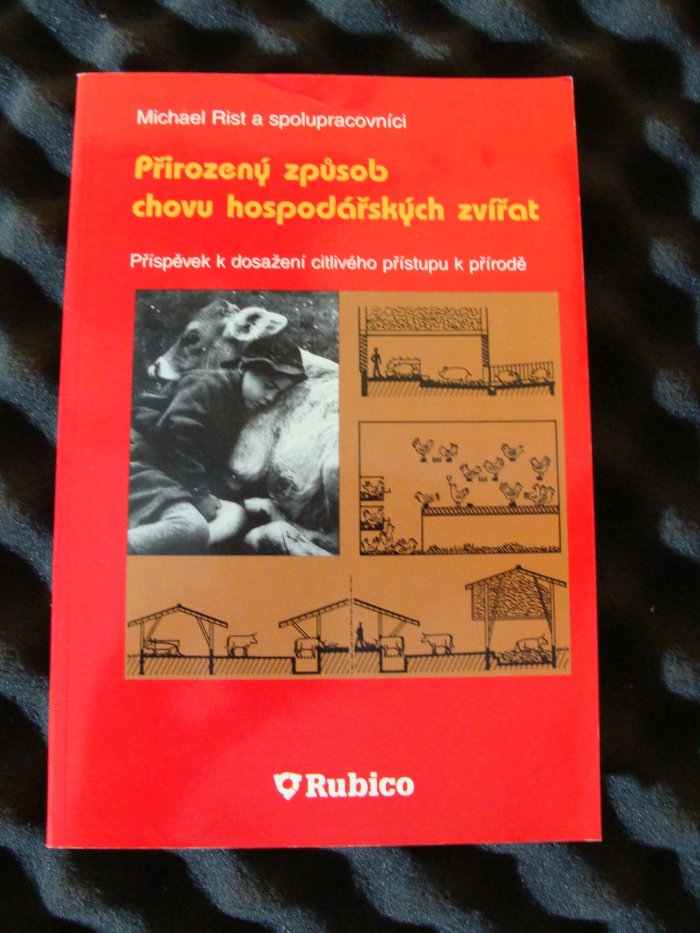 Michael Rist a spolupracovníci
Přirozený způsob
chovu hospodářských zvířat
Příspěvek k dosažení citlivého přístupu k přírodě
Rubico